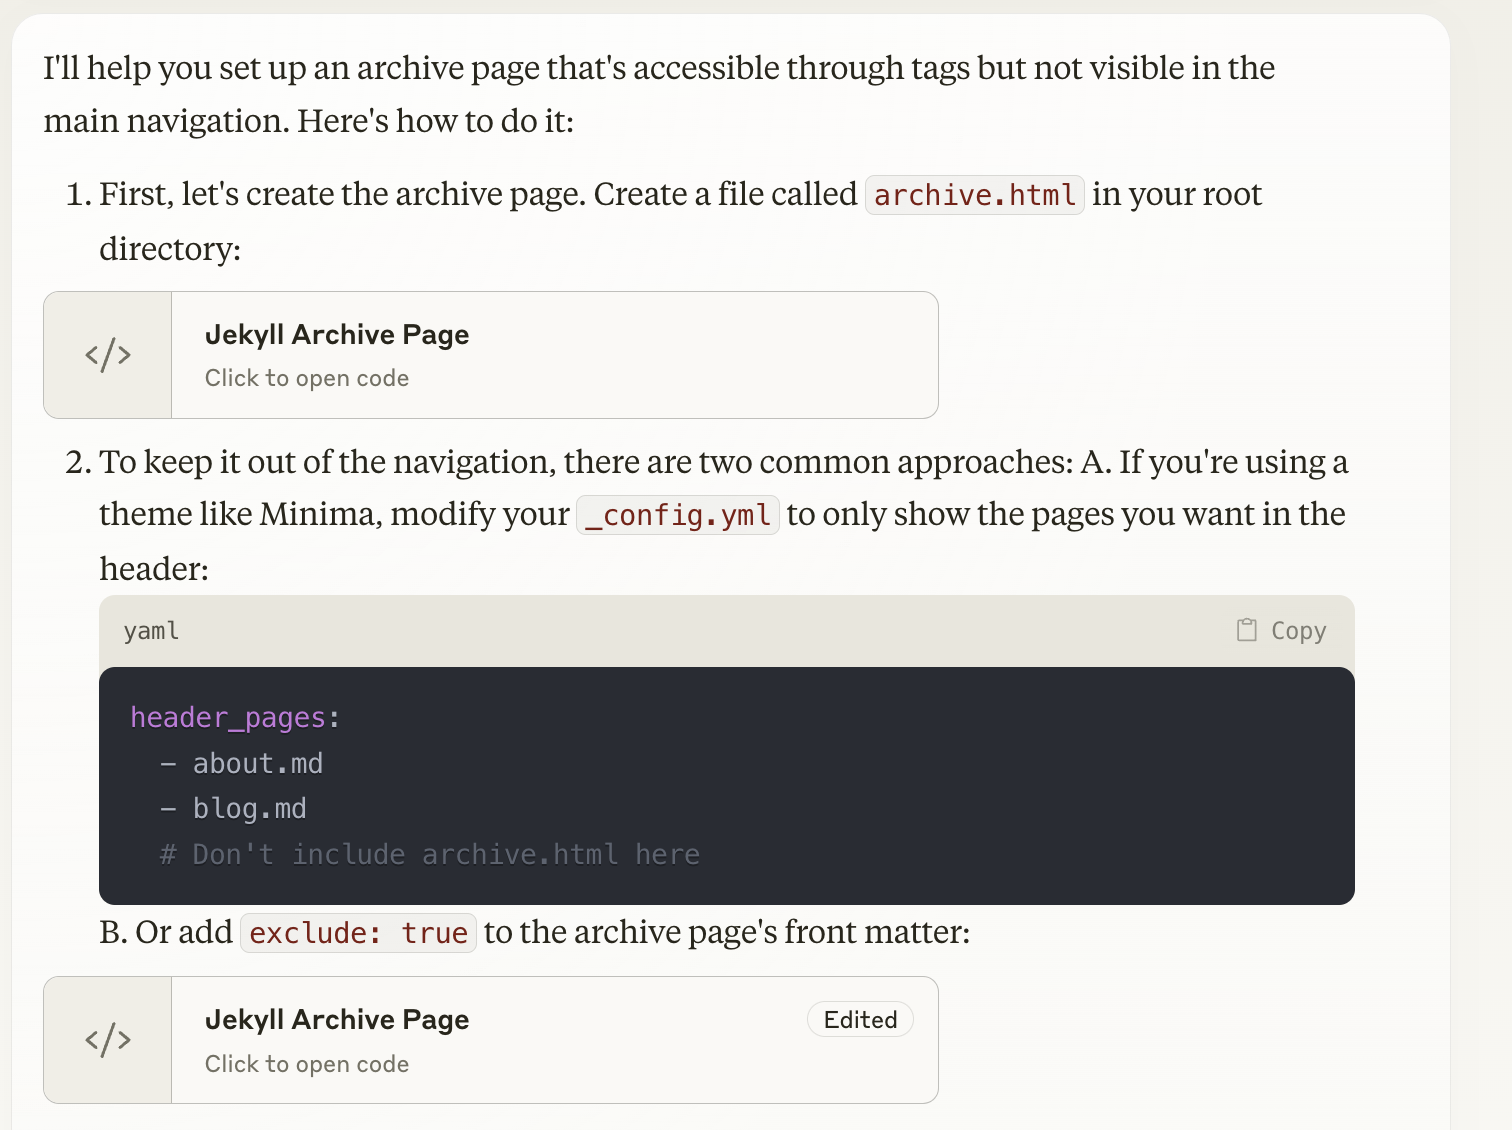 I'll help you set up an archive page that's accessible through tags but not visible in the
main navigation. Here's how to do it:
1. First, let's create the archive page. Create a file called archive.html in your root
directory:
</>
Jekyll Archive Page
Click to open code
2. To keep it out of the navigation, there are two common approaches: A. If you're using a
theme like Minima, modify your _config.yml to only show the pages you want in the
header:
yaml
Copy
header_pages:
  - about.md
  - blog.md
  # Don't include archive.html here
B. Or add exclude: true to the archive page's front matter:
</>
Jekyll Archive Page
Edited
Click to open code